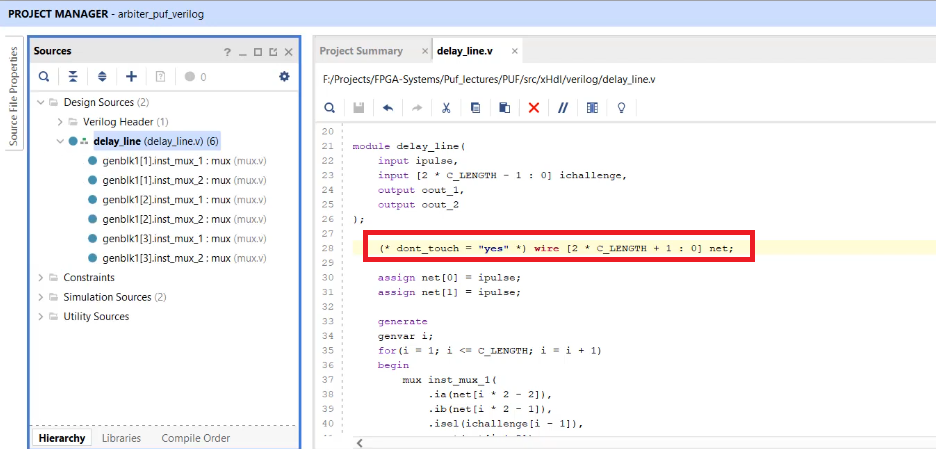 PROJECT MANAGER - arbiter_puf_verilog
Source File Properties
Sources
? _ □
0
Design Sources (2)
Verilog Header (1)
delay_line (delay_line.v) (6)
genblk1[1].inst_mux_1 : mux (mux.v)
genblk1[1].inst_mux_2 : mux (mux.v)
genblk1[2].inst_mux_1 : mux (mux.v)
genblk1[2].inst_mux_2 : mux (mux.v)
genblk1[3].inst_mux_1 : mux (mux.v)
genblk1[3].inst_mux_2 : mux (mux.v)
Constraints
Simulation Sources (2)
Utility Sources
Hierarchy Libraries Compile Order
Project Summary × delay_line.v ×
F:/Projects/FPGA-Systems/Puf_lectures/PUF/src/xHdl/verilog/delay_line.v
20
21 module delay_line(
22 input ipulse,
23 input [2 * C_LENGTH - 1 : 0] ichallenge,
24 output oout_1,
25 output oout_2
26 );
27
28 (* dont_touch = "yes" *) wire [2 * C_LENGTH + 1 : 0] net;
29
30 assign net[0] = ipulse;
31 assign net[1] = ipulse;
32
33 generate
34 genvar i;
35 for(i = 1; i <= C_LENGTH; i = i + 1)
36 begin
37 mux inst_mux_1(
38 .ia(net[i * 2 - 2]),
39 .ib(net[i * 2 - 1]),
40 .isel(ichallenge[i - 1]),